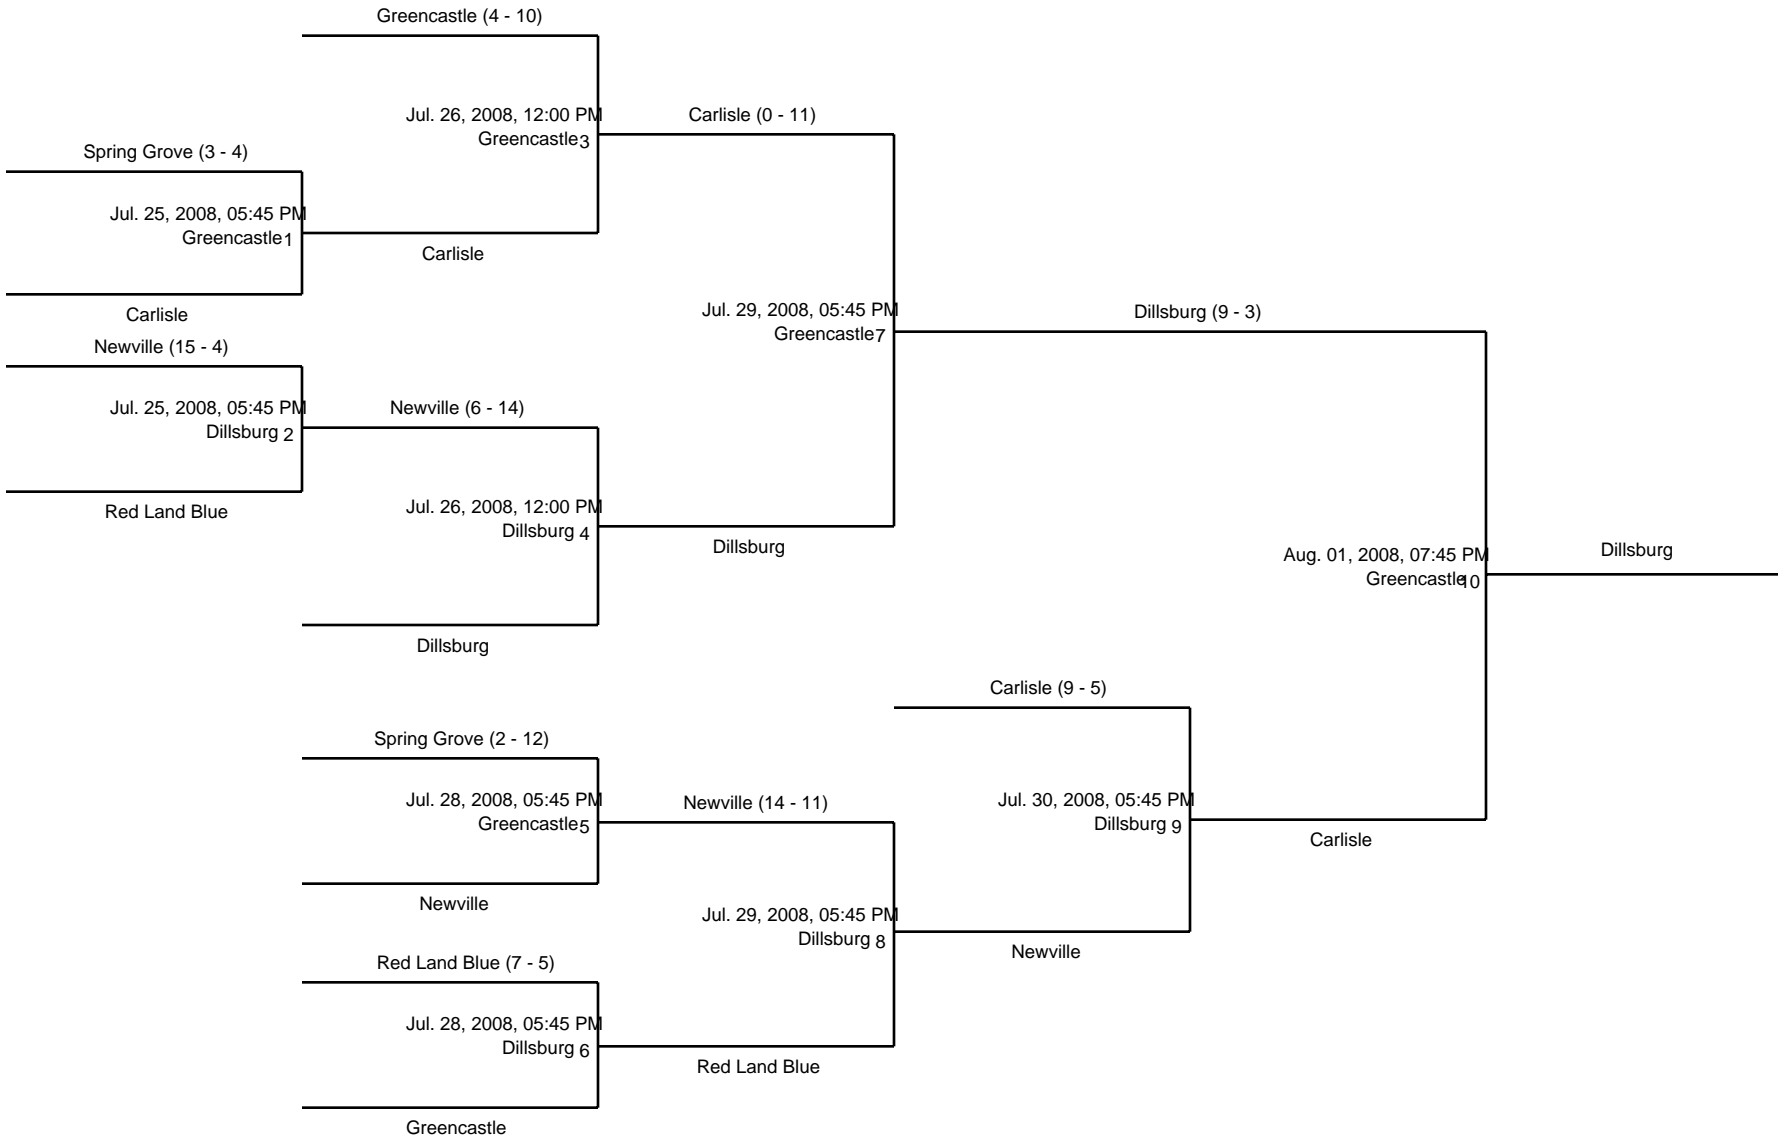 Greencastle (4 - 10)
Jul. 26, 2008, 12:00 PM
Greencastle 3
Carlisle (0 - 11)
Spring Grove (3 - 4)
Jul. 25, 2008, 05:45 PM
Greencastle 1
Carlisle
Carlisle
Jul. 29, 2008, 05:45 PM
Greencastle 7
Dillsburg (9 - 3)
Newville (15 - 4)
Jul. 25, 2008, 05:45 PM
Dillsburg 2
Newville (6 - 14)
Red Land Blue
Jul. 26, 2008, 12:00 PM
Dillsburg 4
Dillsburg
Aug. 01, 2008, 07:45 PM
Greencastle 10
Dillsburg
Dillsburg
Carlisle (9 - 5)
Spring Grove (2 - 12)
Jul. 28, 2008, 05:45 PM
Greencastle 5
Newville (14 - 11)
Jul. 30, 2008, 05:45 PM
Dillsburg 9
Carlisle
Newville
Jul. 29, 2008, 05:45 PM
Dillsburg 8
Newville
Red Land Blue (7 - 5)
Jul. 28, 2008, 05:45 PM
Dillsburg 6
Red Land Blue
Greencastle